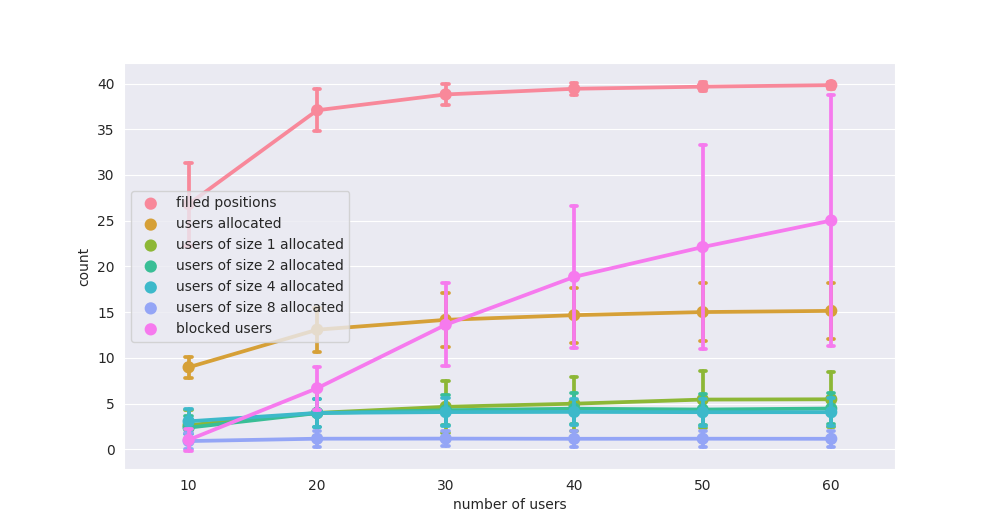 40
35
30
25
20
15
10
5
0
count
filled positions
users allocated
users of size 1 allocated
users of size 2 allocated
users of size 4 allocated
users of size 8 allocated
blocked users
10 20 30 40 50 60
number of users